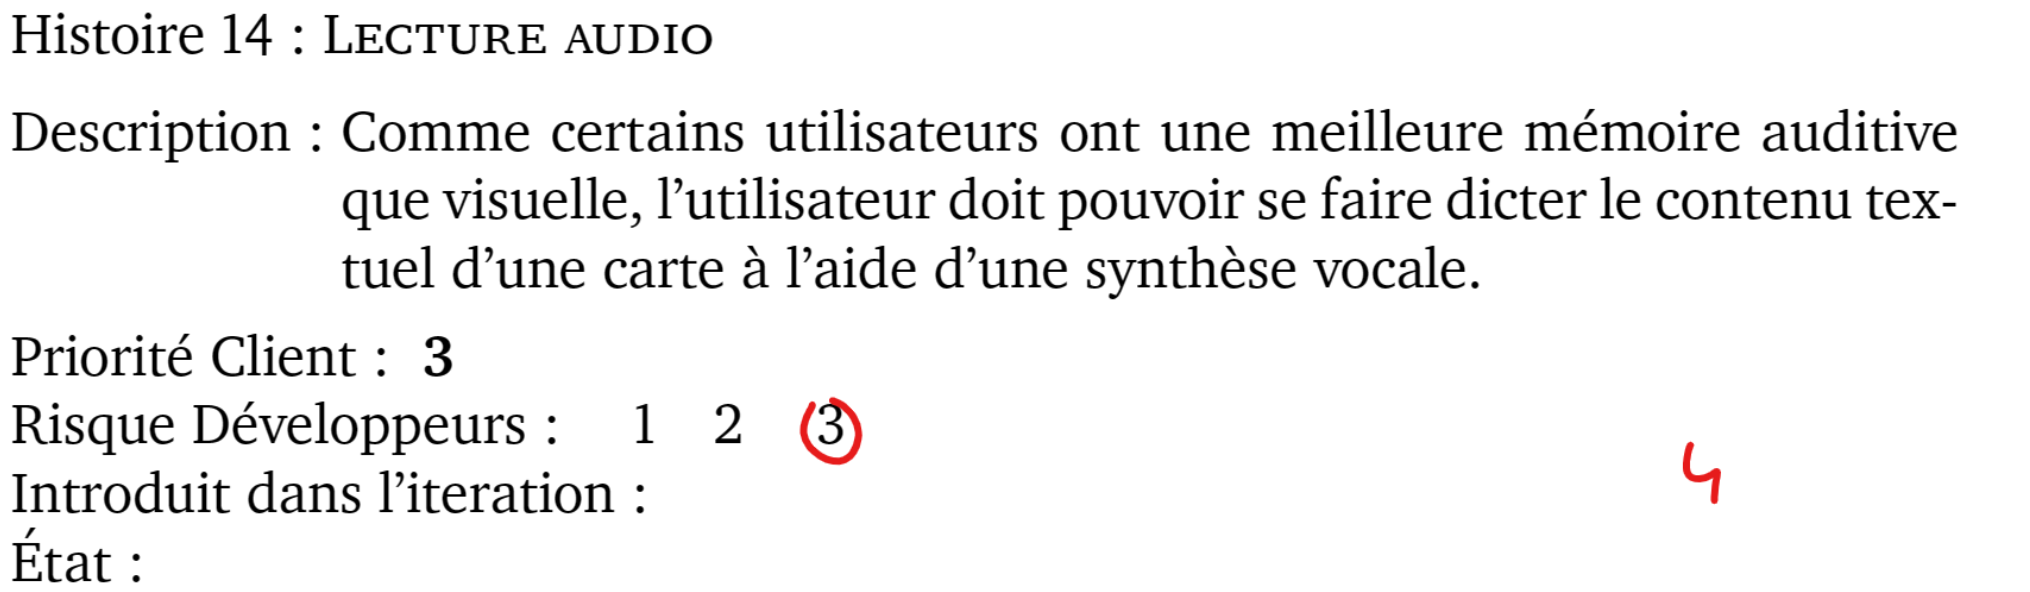 Histoire 14 : LECTURE AUDIO
Description : Comme certains utilisateurs ont une meilleure mémoire auditive
que visuelle, l’utilisateur doit pouvoir se faire dicter le contenu tex-
tuel d’une carte à l’aide d’une synthèse vocale.
Priorité Client : 3
Risque Développeurs : 1 2 3
4
Introduit dans l’iteration :
État :